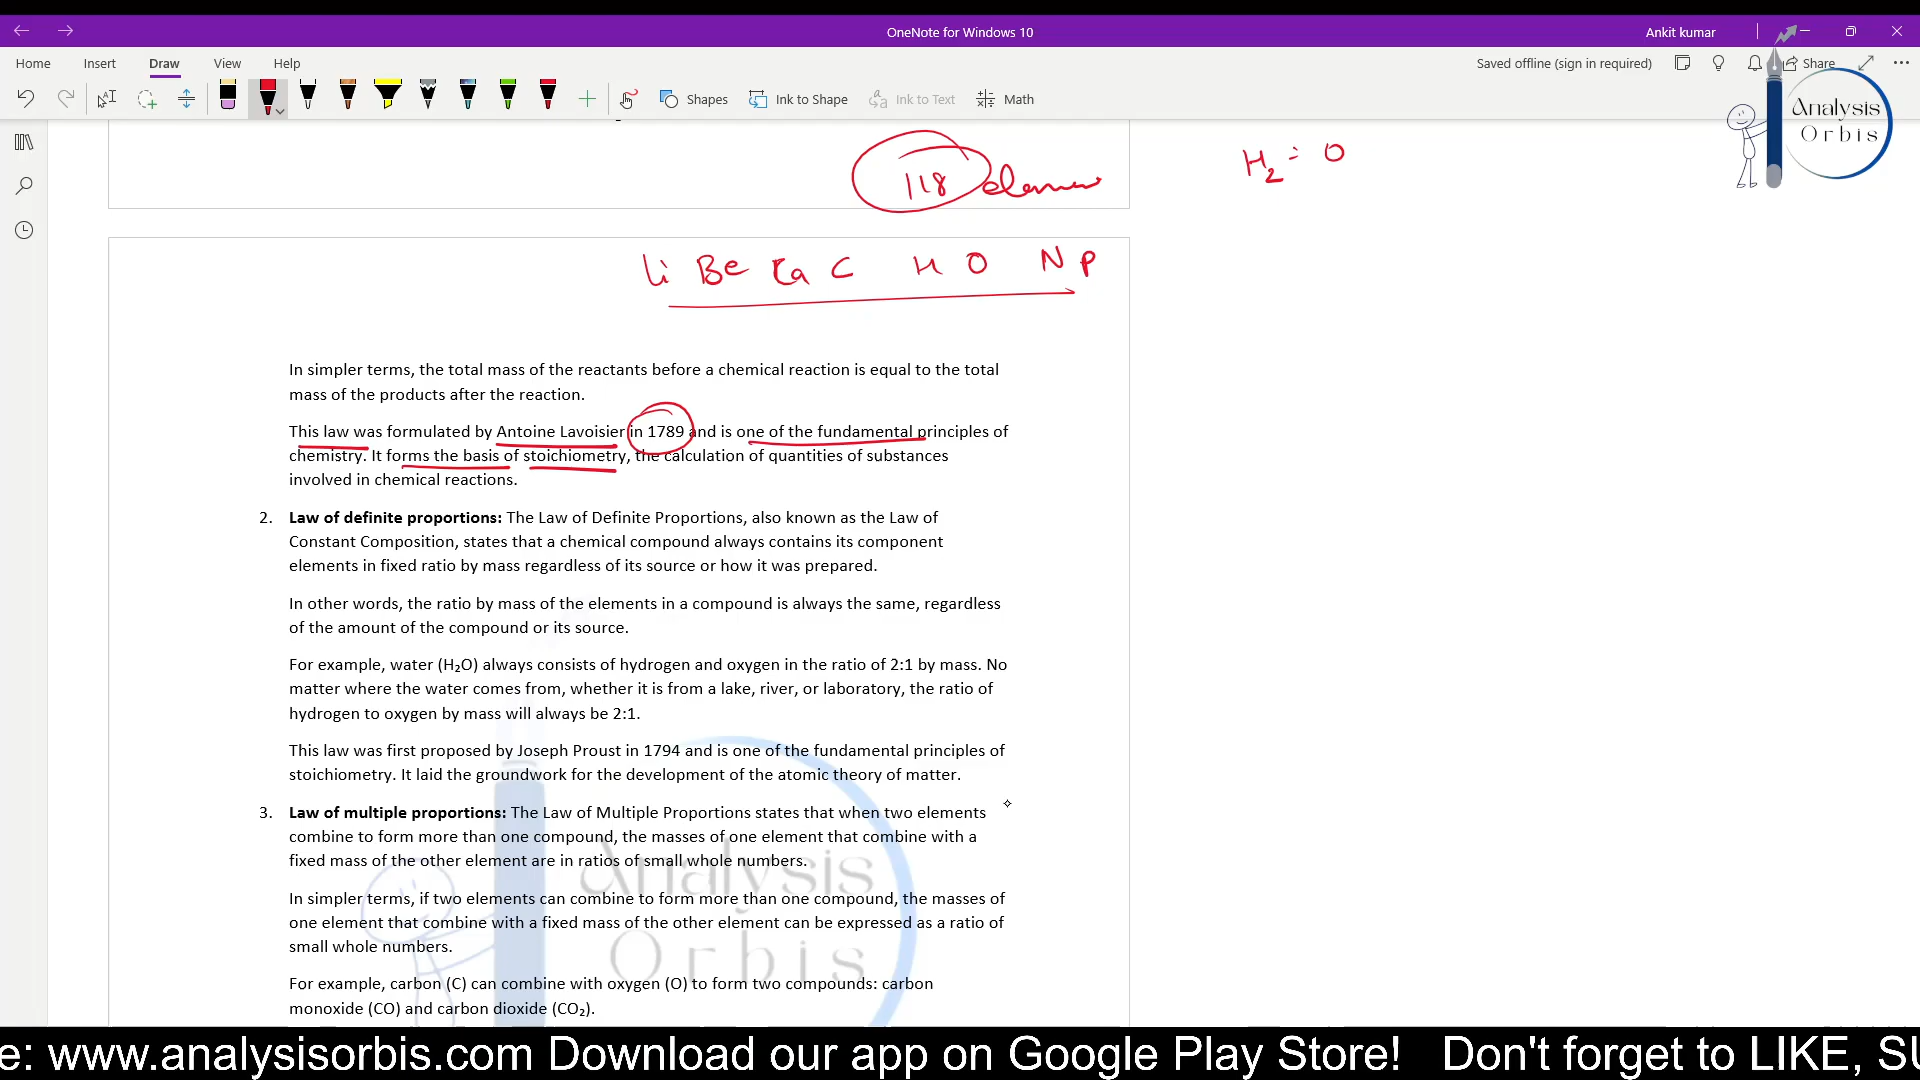 OneNote for Windows 10
Ankit kumar
Home Insert Draw View Help
Saved offline (sign in required)
Share
Shapes
Ink to Shape
Ink to Text
Math
Analysis
Orbis
118
H₂ : O
Li Be Ca C H O N P
In simpler terms, the total mass of the reactants before a chemical reaction is equal to the total
mass of the products after the reaction.
This law was formulated by Antoine Lavoisier in 1789 and is one of the fundamental principles of
chemistry. It forms the basis of stoichiometry, the calculation of quantities of substances
involved in chemical reactions.
2. Law of definite proportions: The Law of Definite Proportions, also known as the Law of
Constant Composition, states that a chemical compound always contains its component
elements in fixed ratio by mass regardless of its source or how it was prepared.
In other words, the ratio by mass of the elements in a compound is always the same, regardless
of the amount of the compound or its source.
For example, water (H₂O) always consists of hydrogen and oxygen in the ratio of 2:1 by mass. No
matter where the water comes from, whether it is from a lake, river, or laboratory, the ratio of
hydrogen to oxygen by mass will always be 2:1.
This law was first proposed by Joseph Proust in 1794 and is one of the fundamental principles of
stoichiometry. It laid the groundwork for the development of the atomic theory of matter.
3. Law of multiple proportions: The Law of Multiple Proportions states that when two elements
combine to form more than one compound, the masses of one element that combine with a
fixed mass of the other element are in ratios of small whole numbers.
In simpler terms, if two elements can combine to form more than one compound, the masses of
one element that combine with a fixed mass of the other element can be expressed as a ratio of
small whole numbers.
For example, carbon (C) can combine with oxygen (O) to form two compounds: carbon
monoxide (CO) and carbon dioxide (CO₂).
Analysis
Orbis
e: www.analysisorbis.com Download our app on Google Play Store! Don't forget to LIKE, SU